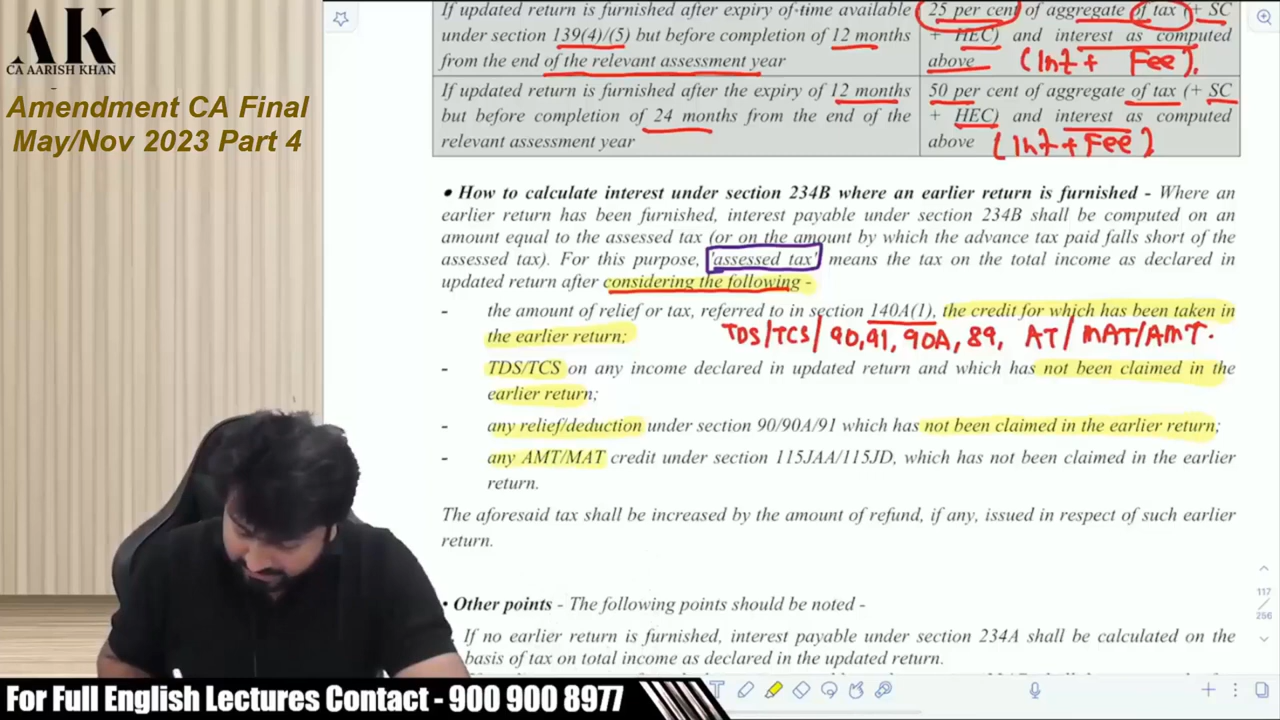 AK
CA AARISH KHAN
Amendment CA Final
May/Nov 2023 Part 4
If updated return is furnished after expiry of time available
under section 139(4)/(5) but before completion of 12 months
from the end of the relevant assessment year
25 per cent of aggregate of tax (+ SC
+ HEC) and interest as computed
above (Int + Fee).
If updated return is furnished after the expiry of 12 months
but before completion of 24 months from the end of the
relevant assessment year
50 per cent of aggregate of tax (+ SC
+ HEC) and interest as computed
above (Int + Fee)
• How to calculate interest under section 234B where an earlier return is furnished - Where an
earlier return has been furnished, interest payable under section 234B shall be computed on an
amount equal to the assessed tax (or on the amount by which the advance tax paid falls short of the
assessed tax). For this purpose, 'assessed tax' means the tax on the total income as declared in
updated return after considering the following -
- the amount of relief or tax, referred to in section 140A(1), the credit for which has been taken in
the earlier return;
TDS/TCS/ 90,91, 90A, 89, AT/ MAT/AMT.
- TDS/TCS on any income declared in updated return and which has not been claimed in the
earlier return;
- any relief/deduction under section 90/90A/91 which has not been claimed in the earlier return;
- any AMT/MAT credit under section 115JAA/115JD, which has not been claimed in the earlier
return.
The aforesaid tax shall be increased by the amount of refund, if any, issued in respect of such earlier
return.
• Other points - The following points should be noted -
If no earlier return is furnished, interest payable under section 234A shall be calculated on the
basis of tax on total income as declared in the updated return.
117
256
For Full English Lectures Contact - 900 900 8977